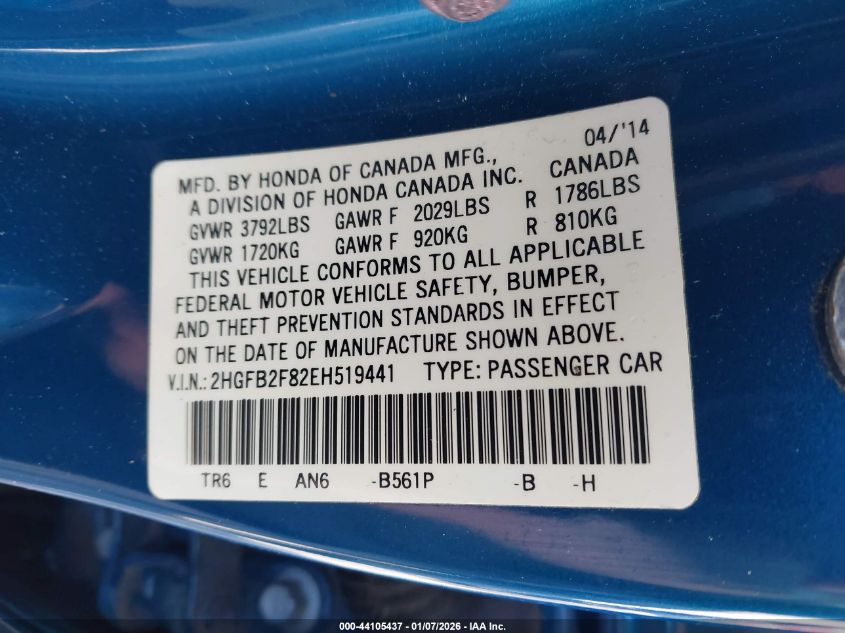 04/'14
MFD. BY HONDA OF CANADA MFG., CANADA
A DIVISION OF HONDA CANADA INC.
GVWR 3792LBS GAWR F 2029LBS R 1786LBS
GVWR 1720KG GAWR F 920KG R 810KG
THIS VEHICLE CONFORMS TO ALL APPLICABLE
FEDERAL MOTOR VEHICLE SAFETY, BUMPER,
AND THEFT PREVENTION STANDARDS IN EFFECT
ON THE DATE OF MANUFACTURE SHOWN ABOVE.
V.I.N.:2HGFB2F82EH519441 TYPE: PASSENGER CAR
TR6 E AN6 -B561P -B -H
000-44105437 - 01/07/2026 - IAA Inc.